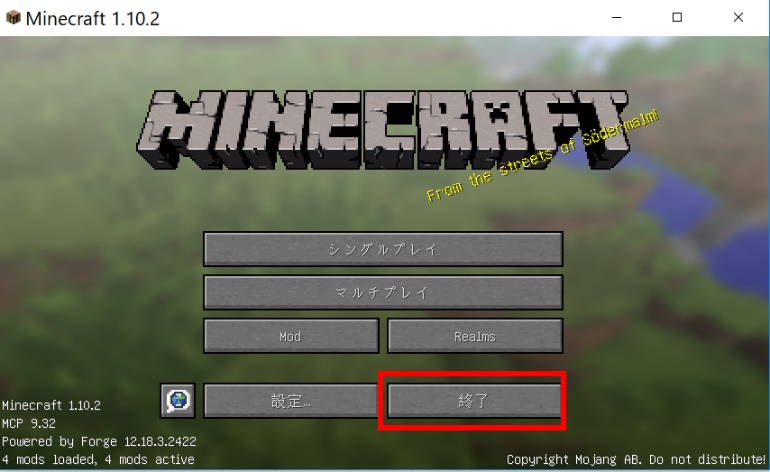 Minecraft 1.10.2
MINECRAFT
From the streets of Södermalm!
シングルプレイ
マルチプレイ
Mod
Realms
設定...
終了
Minecraft 1.10.2
MCP 9.32
Powered by Forge 12.18.3.2422
4 mods loaded, 4 mods active
Copyright Mojang AB. Do not distribute!